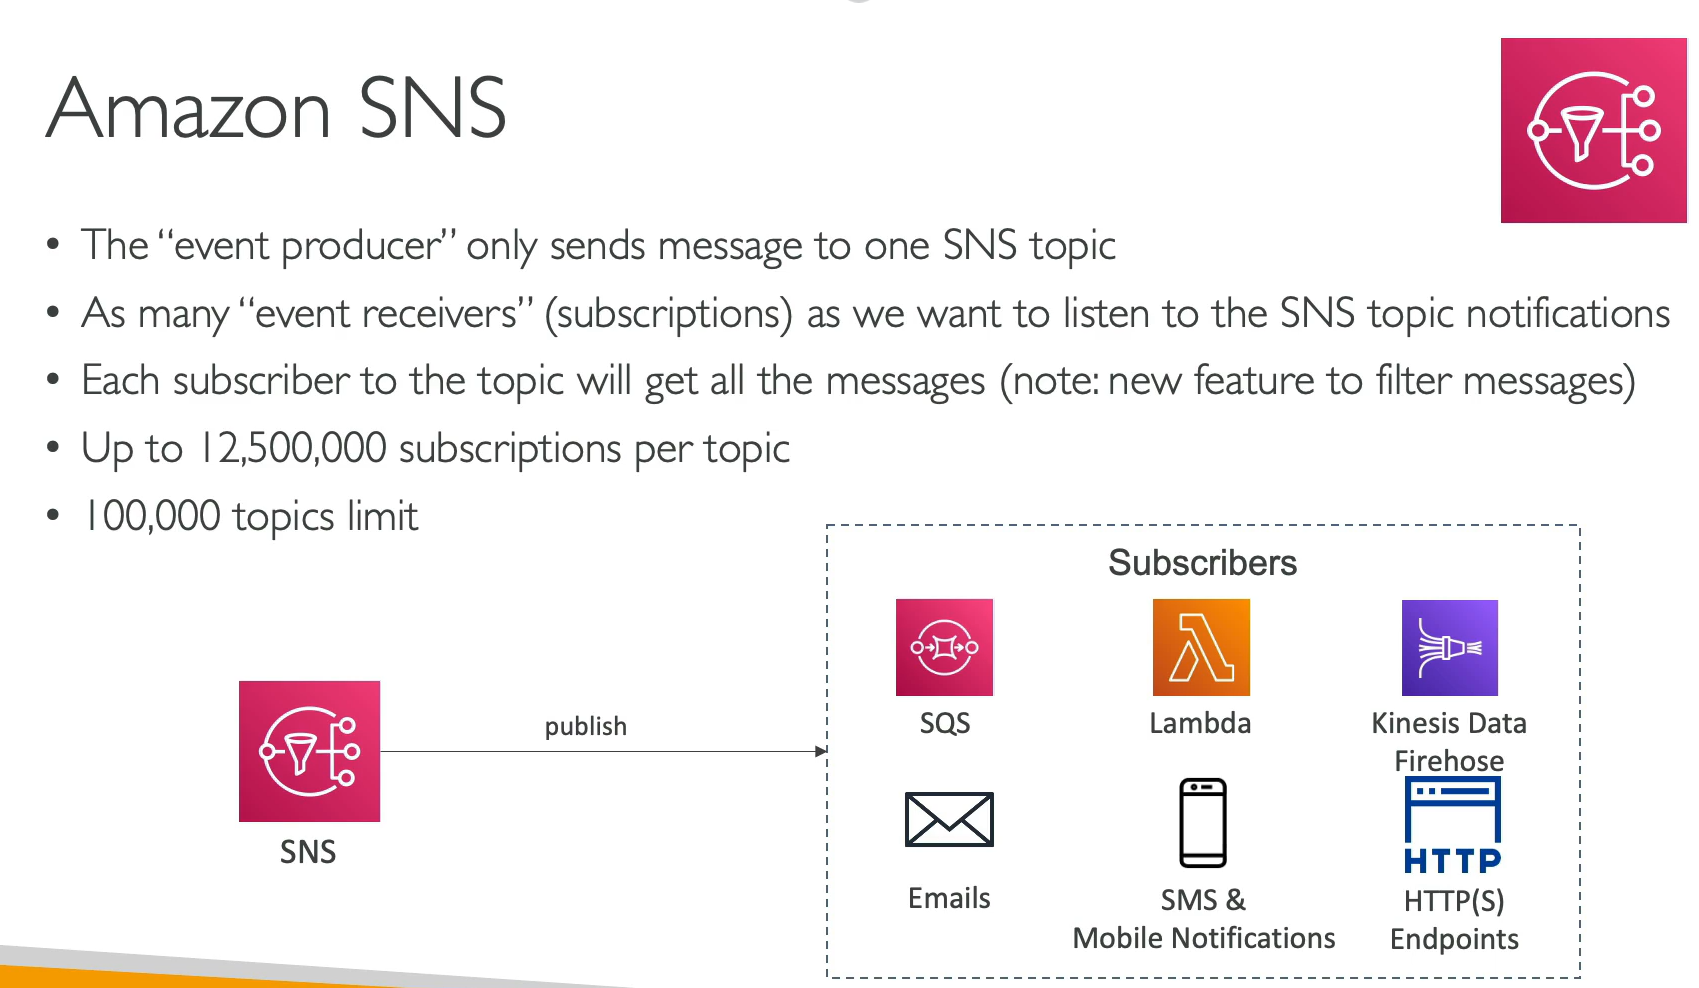 Amazon SNS
• The “event producer” only sends message to one SNS topic
• As many “event receivers” (subscriptions) as we want to listen to the SNS topic notifications
• Each subscriber to the topic will get all the messages (note: new feature to filter messages)
• Up to 12,500,000 subscriptions per topic
• 100,000 topics limit
Subscribers
SQS
Lambda
Kinesis Data
Firehose
publish
SNS
HTTP
Emails
SMS &
Mobile Notifications
HTTP(S)
Endpoints